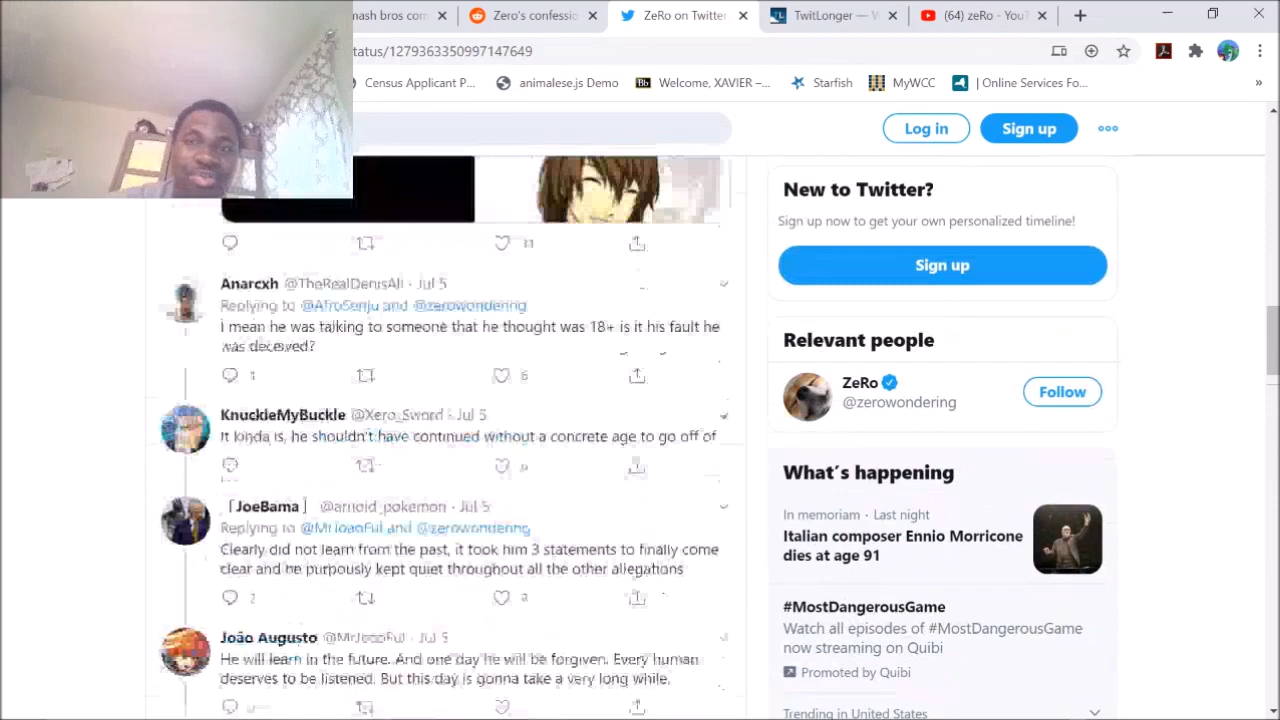 mash bros com...
Zero's confessio
ZeRo on Twitter
TwitLonger — W
(64) zeRo - YouT
tatus/1279363350997147649
Census Applicant P...
animalese.js Demo
Bb
Welcome, XAVIER –...
Starfish
MyWCC
| Online Services Fo...
»
Log in
Sign up
New to Twitter?
Sign up now to get your own personalized timeline!
Sign up
11
Anarcxh @TheRealDenisAli · Jul 5
Replying to @AfroSenju and @zerowondering
I mean he was talking to someone that he thought was 18+ is it his fault he
was deceived?
1
6
KnuckleMyBuckle @Xero_Sword · Jul 5
It kinda is, he shouldn't have continued without a concrete age to go off of
「JoeBama」 @arnold_pokemon · Jul 5
Replying to @MrJoanFul and @zerowondering
Clearly did not learn from the past, it took him 3 statements to finally come
clear and he purpously kept quiet throughout all the other allegations
2
João Augusto @MrJoanFul · Jul 5
He will learn in the future. And one day he will be forgiven. Every human
deserves to be listened. But this day is gonna take a very long while,
Relevant people
ZeRo
@zerowondering
Follow
What's happening
In memoriam · Last night
Italian composer Ennio Morricone
dies at age 91
#MostDangerousGame
Watch all episodes of #MostDangerousGame
now streaming on Quibi
Promoted by Quibi
Trending in United States